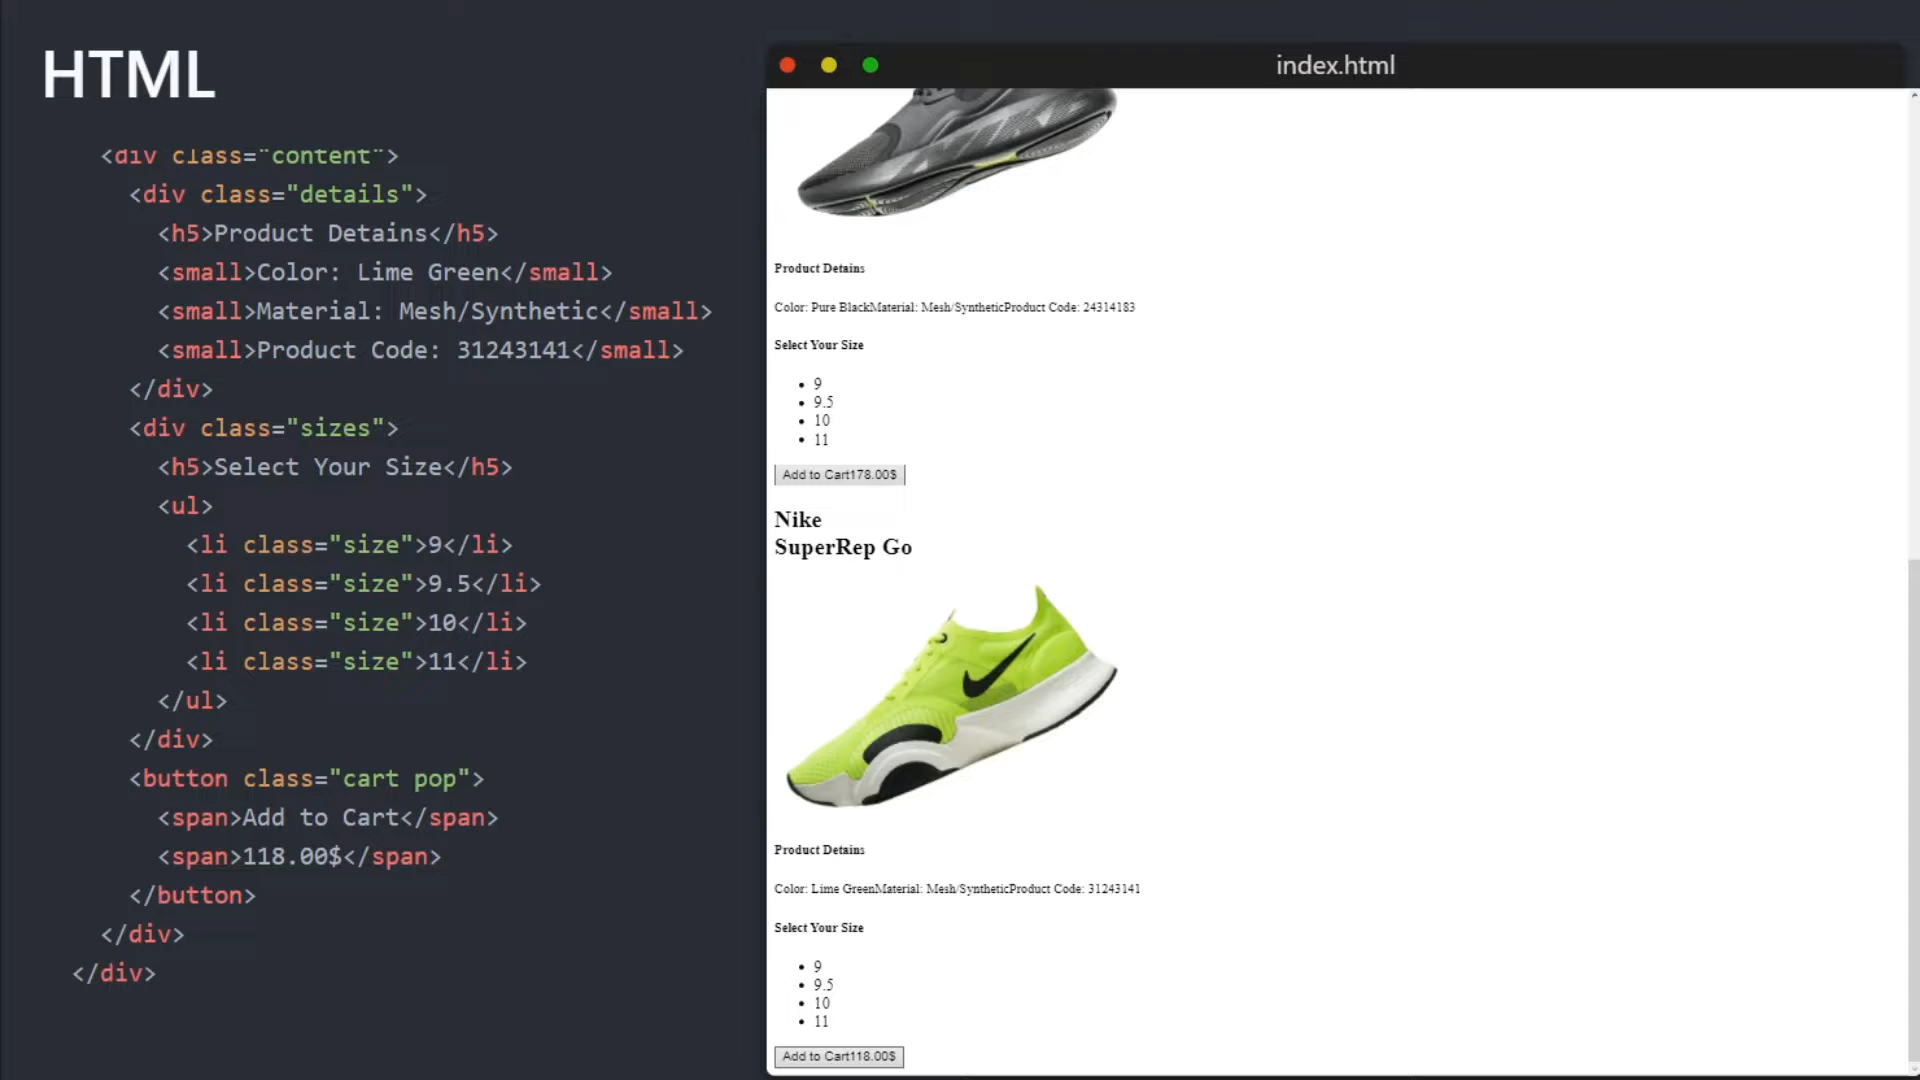 HTML
<div class="content">
<div class="details">
<h5>Product Detains</h5>
<small>Color: Lime Green</small>
<small>Material: Mesh/Synthetic</small>
<small>Product Code: 31243141</small>
</div>
<div class="sizes">
<h5>Select Your Size</h5>
<ul>
<li class="size">9</li>
<li class="size">9.5</li>
<li class="size">10</li>
<li class="size">11</li>
</ul>
</div>
<button class="cart pop">
<span>Add to Cart</span>
<span>118.00$</span>
</button>
</div>
</div>
index.html
Product Detains
Color: Pure BlackMaterial: Mesh/SyntheticProduct Code: 24314183
Select Your Size
• 9
• 9.5
• 10
• 11
Add to Cart178.00$
Nike
SuperRep Go
Product Detains
Color: Lime GreenMaterial: Mesh/SyntheticProduct Code: 31243141
Select Your Size
• 9
• 9.5
• 10
• 11
Add to Cart118.00$